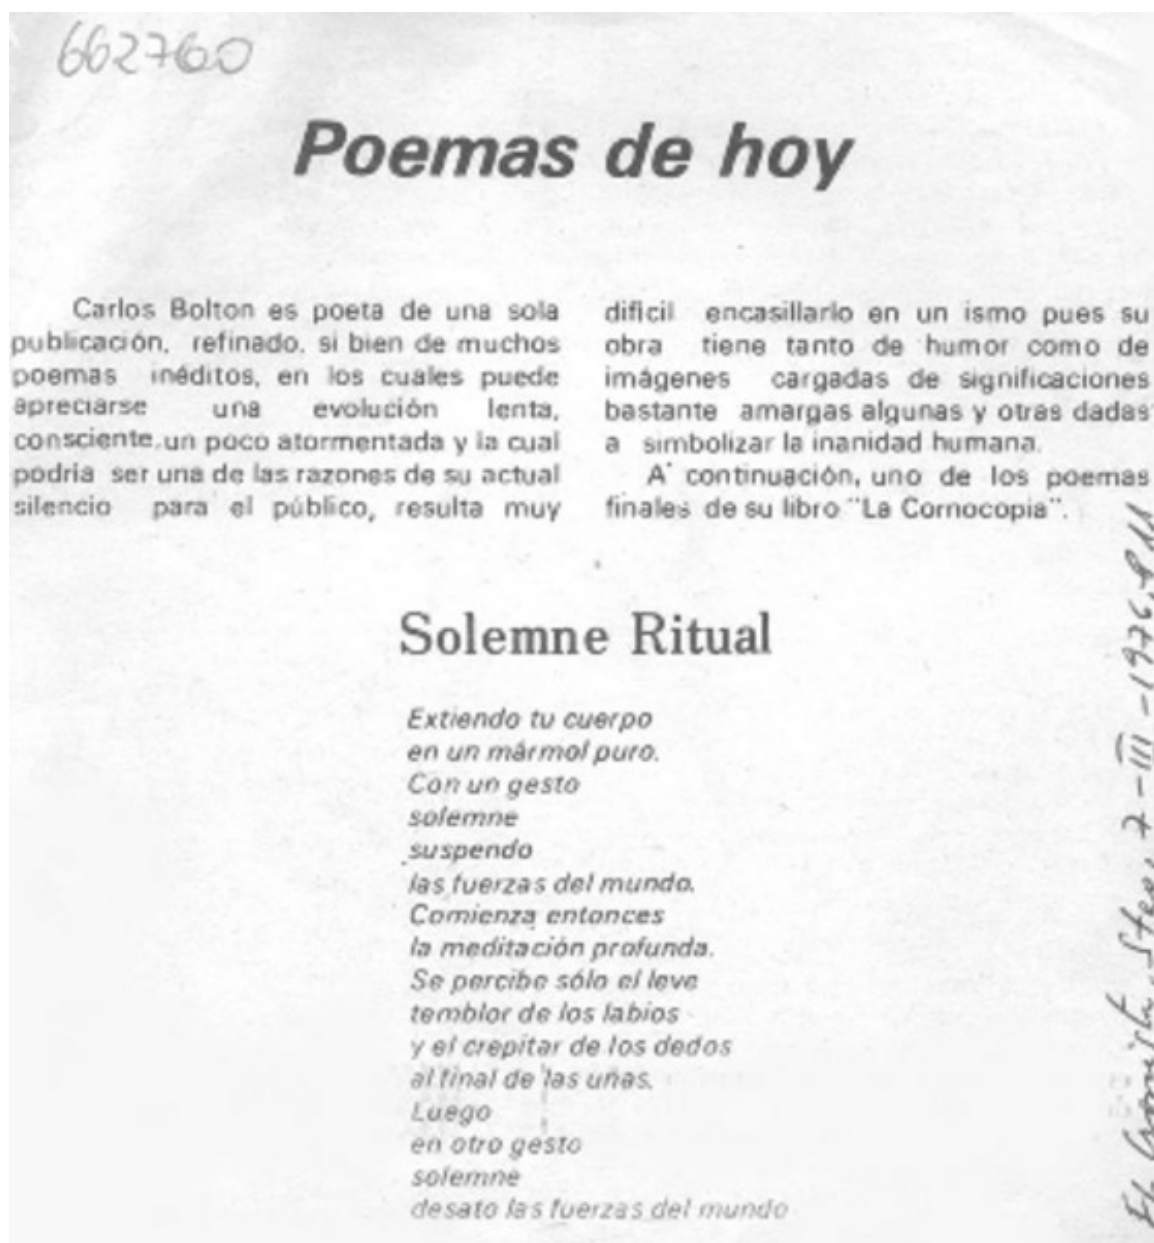 662760
Poemas de hoy
Carlos Bolton es poeta de una sola
publicación, refinado, si bien de muchos
poemas inéditos, en los cuales puede
apreciarse una evolución lenta,
consciente, un poco atormentada y la cual
podria ser una de las razones de su actual
silencio para el público, resulta muy
dificil encasillarlo en un ismo pues su
obra tiene tanto de humor como de
imágenes cargadas de significaciones
bastante amargas algunas y otras dadas
a simbolizar la inanidad humana.
A continuación, uno de los poemas
finales de su libro "La Cornocopia".
Solemne Ritual
Extiendo tu cuerpo
en un mármol puro.
Con un gesto
solemne
suspendo
las fuerzas del mundo.
Comienza entonces
la meditación profunda.
Se percibe sólo el leve
temblor de los labios
y el crepitar de los dedos
al final de las uñas.
Luego
en otro gesto
solemne
desato las fuerzas del mundo
El Cronista, Stgo, 7-III-1976, P.11